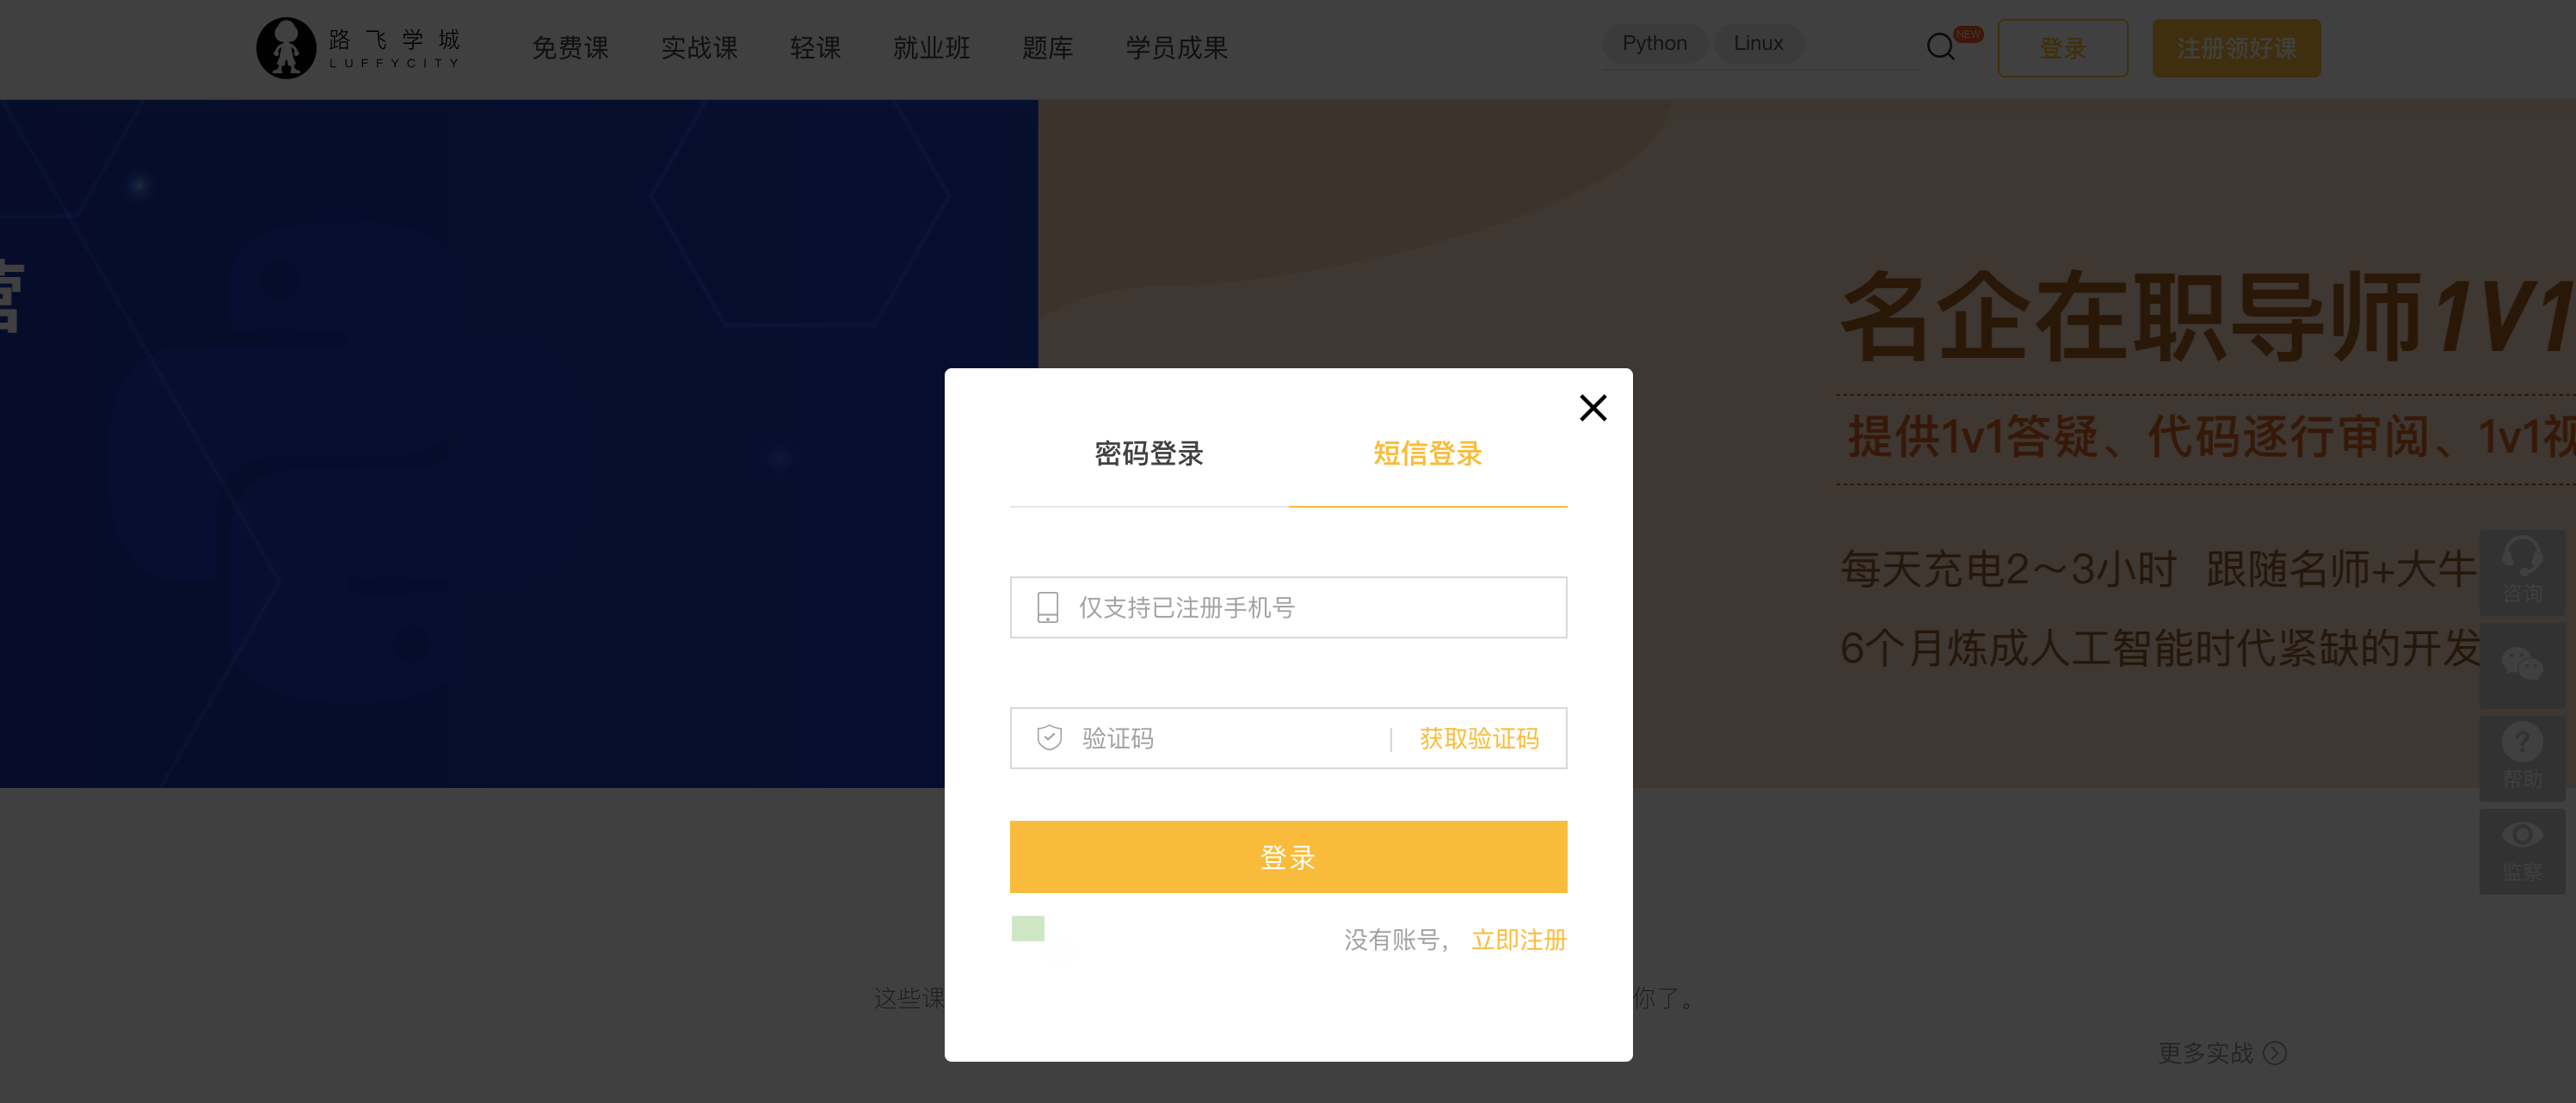 路飞学城
LUFFYCITY
免费课 实战课 轻课 就业班 题库 学员成果
Python Linux
NEW
登录 注册领好课
营
名企在职导师1V1
提供1v1答疑、代码逐行审阅、1v1视
每天充电2～3小时 跟随名师+大牛
6个月炼成人工智能时代紧缺的开发
密码登录 短信登录
仅支持已注册手机号
验证码 获取验证码
登录
没有账号， 立即注册
咨询
帮助
监察
这些课
你了。
更多实战